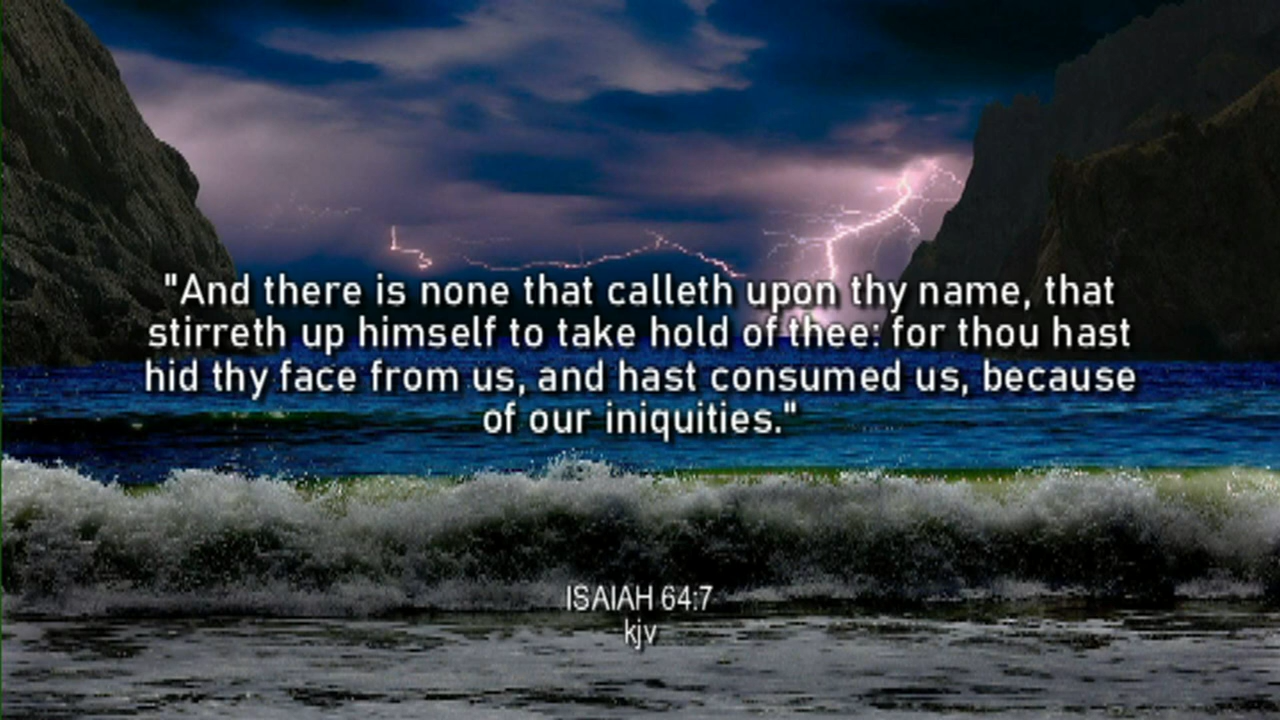 "And there is none that calleth upon thy name, that
stirreth up himself to take hold of thee: for thou hast
hid thy face from us, and hast consumed us, because
of our iniquities."
ISAIAH 64:7
kjv